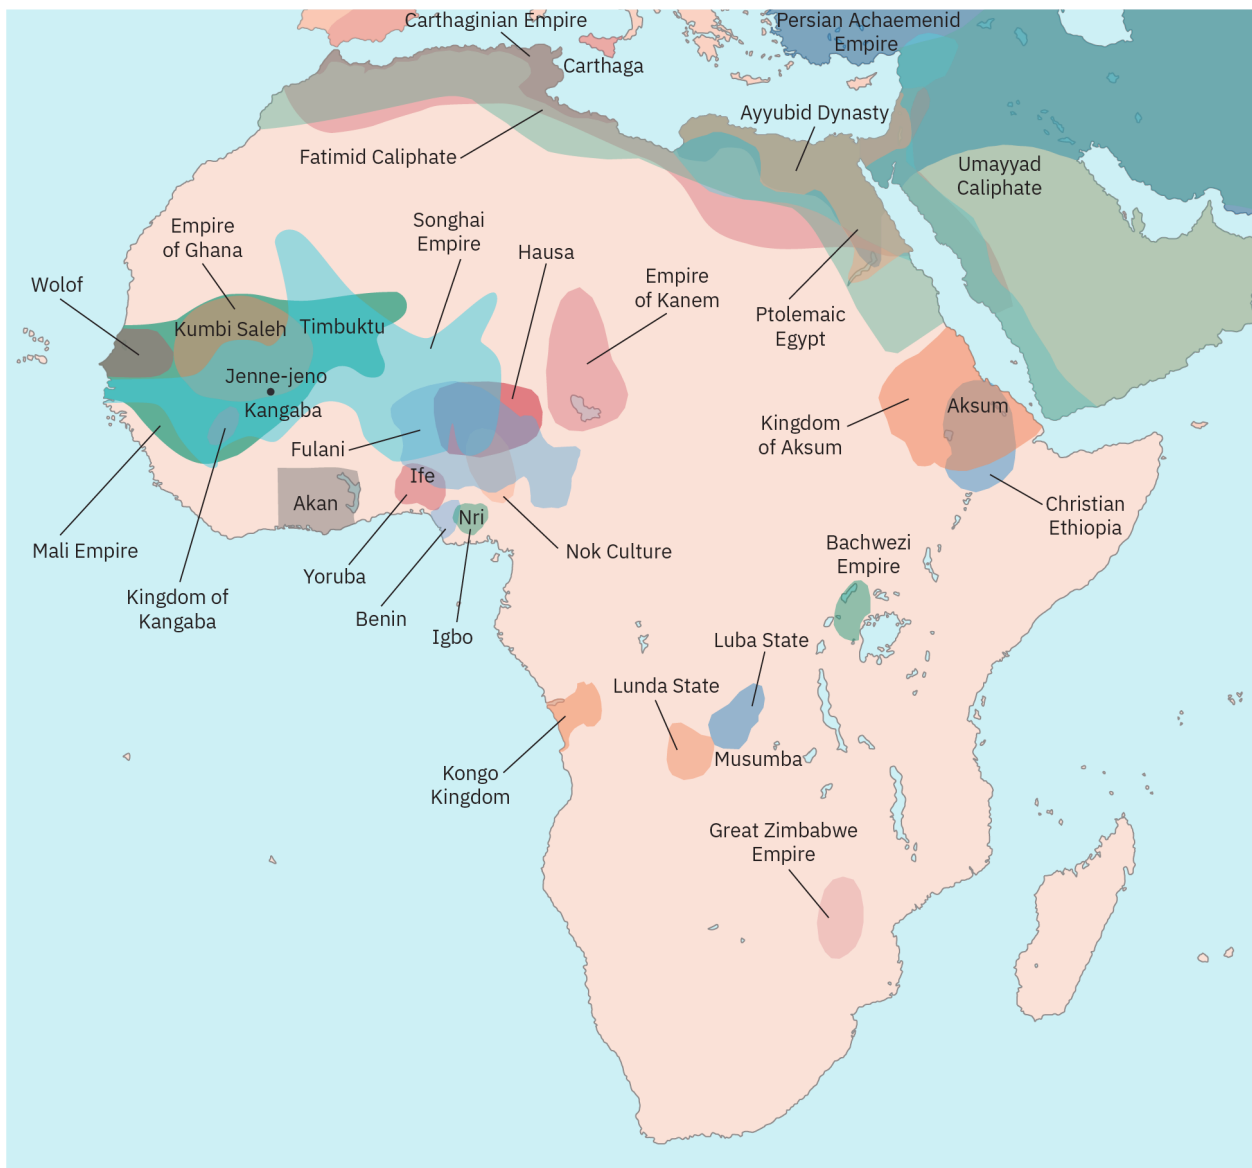 Carthaginian Empire
Persian Achaemenid
Empire
Carthaga
Ayyubid Dynasty
Fatimid Caliphate
Umayyad
Caliphate
Empire
of Ghana
Songhai
Empire
Hausa
Wolof
Empire
of Kanem
Kumbi Saleh
Timbuktu
Ptolemaic
Egypt
Jenne-jeno
Kangaba
Aksum
Kingdom
of Aksum
Fulani
Ife
Akan
Nri
Christian
Ethiopia
Mali Empire
Nok Culture
Bachwezi
Empire
Yoruba
Kingdom of
Kangaba
Benin
Igbo
Luba State
Lunda State
Musumba
Kongo
Kingdom
Great Zimbabwe
Empire